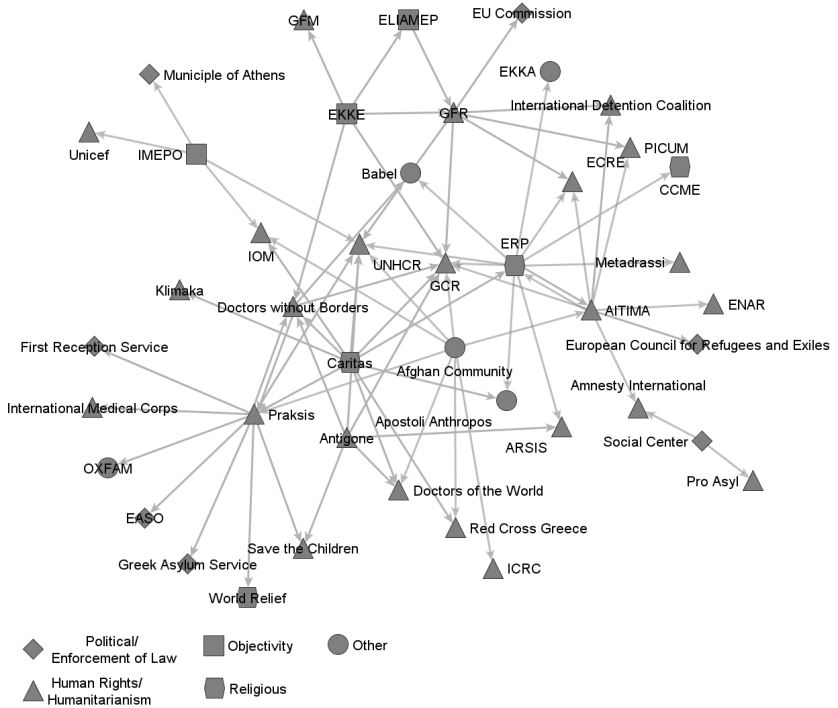 GFM
ELIAMEP
EU Commission
Municiple of Athens
EKKA
EKKE
GFR
International Detention Coalition
Unicef
IMEPO
PICUM
ECRE
Babel
CCME
IOM
UNHCR
ERP
GCR
Metadrassi
Klimaka
Doctors without Borders
AITIMA
ENAR
First Reception Service
European Council for Refugees and Exiles
Caritas
Afghan Community
Amnesty International
International Medical Corps
Praksis
Apostoli Anthropos
Antigone
ARSIS
Social Center
OXFAM
Pro Asyl
Doctors of the World
EASO
Red Cross Greece
Save the Children
Greek Asylum Service
ICRC
World Relief
Political/
Enforcement of Law
Objectivity
Other
Human Rights/
Humanitarianism
Religious